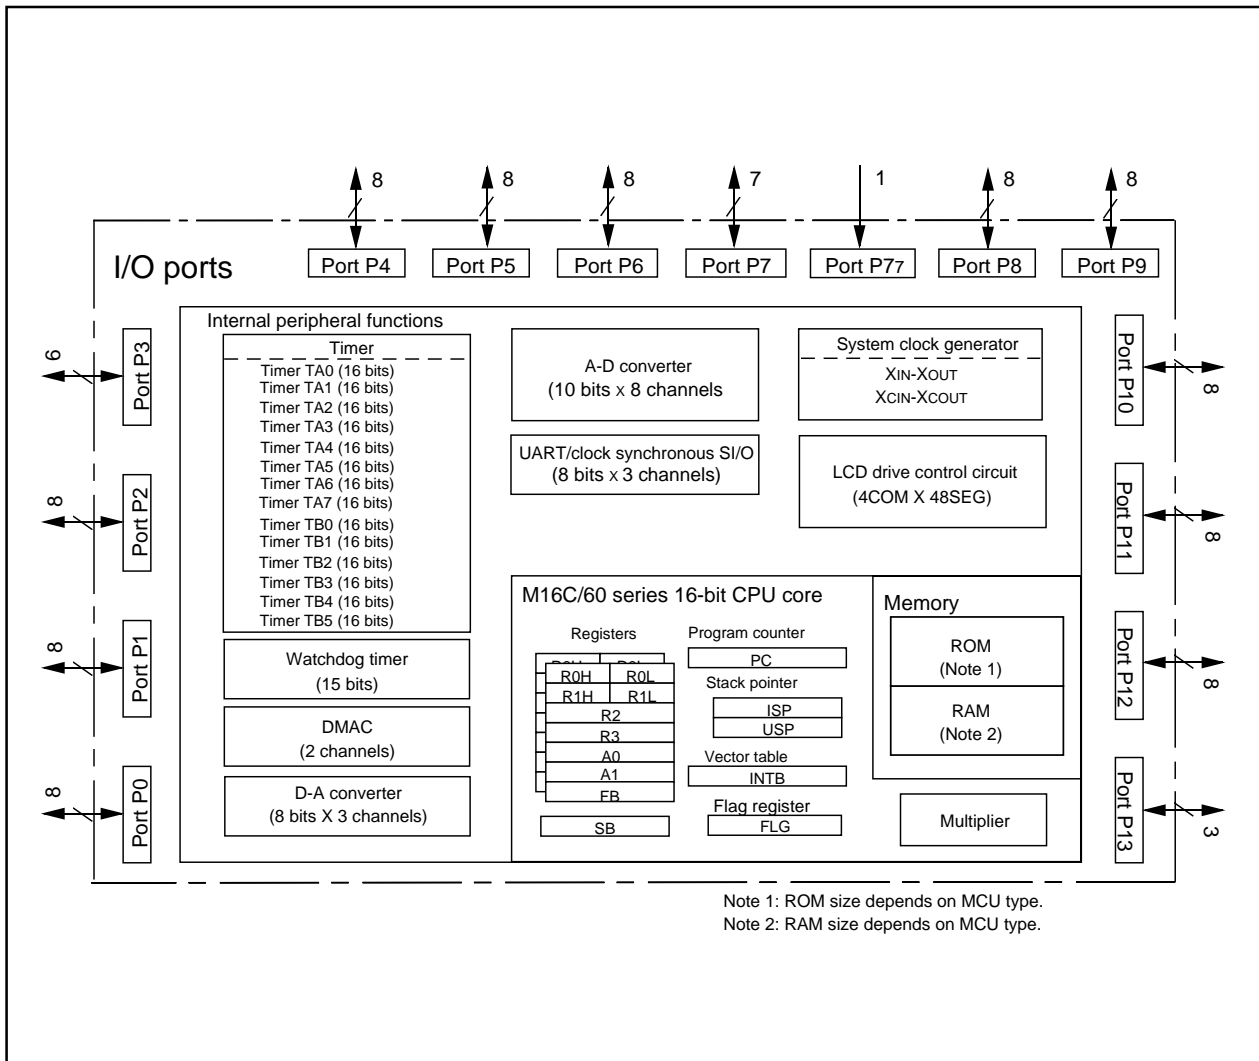 8
8
8
7
1
8
8
I/O ports
Port P4
Port P5
Port P6
Port P7
Port P77
Port P8
Port P9
6
Port P3
8
Port P2
8
Port P1
8
Port P0
Internal peripheral functions
Timer
Timer TA0 (16 bits)
Timer TA1 (16 bits)
Timer TA2 (16 bits)
Timer TA3 (16 bits)
Timer TA4 (16 bits)
Timer TA5 (16 bits)
Timer TA6 (16 bits)
Timer TA7 (16 bits)
Timer TB0 (16 bits)
Timer TB1 (16 bits)
Timer TB2 (16 bits)
Timer TB3 (16 bits)
Timer TB4 (16 bits)
Timer TB5 (16 bits)
Watchdog timer
(15 bits)
DMAC
(2 channels)
D-A converter
(8 bits X 3 channels)
A-D converter
(10 bits x 8 channels
UART/clock synchronous SI/O
(8 bits x 3 channels)
System clock generator
XIN-XOUT
XCIN-XCOUT
LCD drive control circuit
(4COM X 48SEG)
M16C/60 series 16-bit CPU core
Registers
R0H R0L
R0H R0L
R1H R1L
R2
R3
A0
A1
FB
SB
Program counter
PC
Stack pointer
ISP
USP
Vector table
INTB
Flag register
FLG
Memory
ROM
(Note 1)
RAM
(Note 2)
Multiplier
Port P10
8
Port P11
8
Port P12
8
Port P13
3
Note 1: ROM size depends on MCU type.
Note 2: RAM size depends on MCU type.